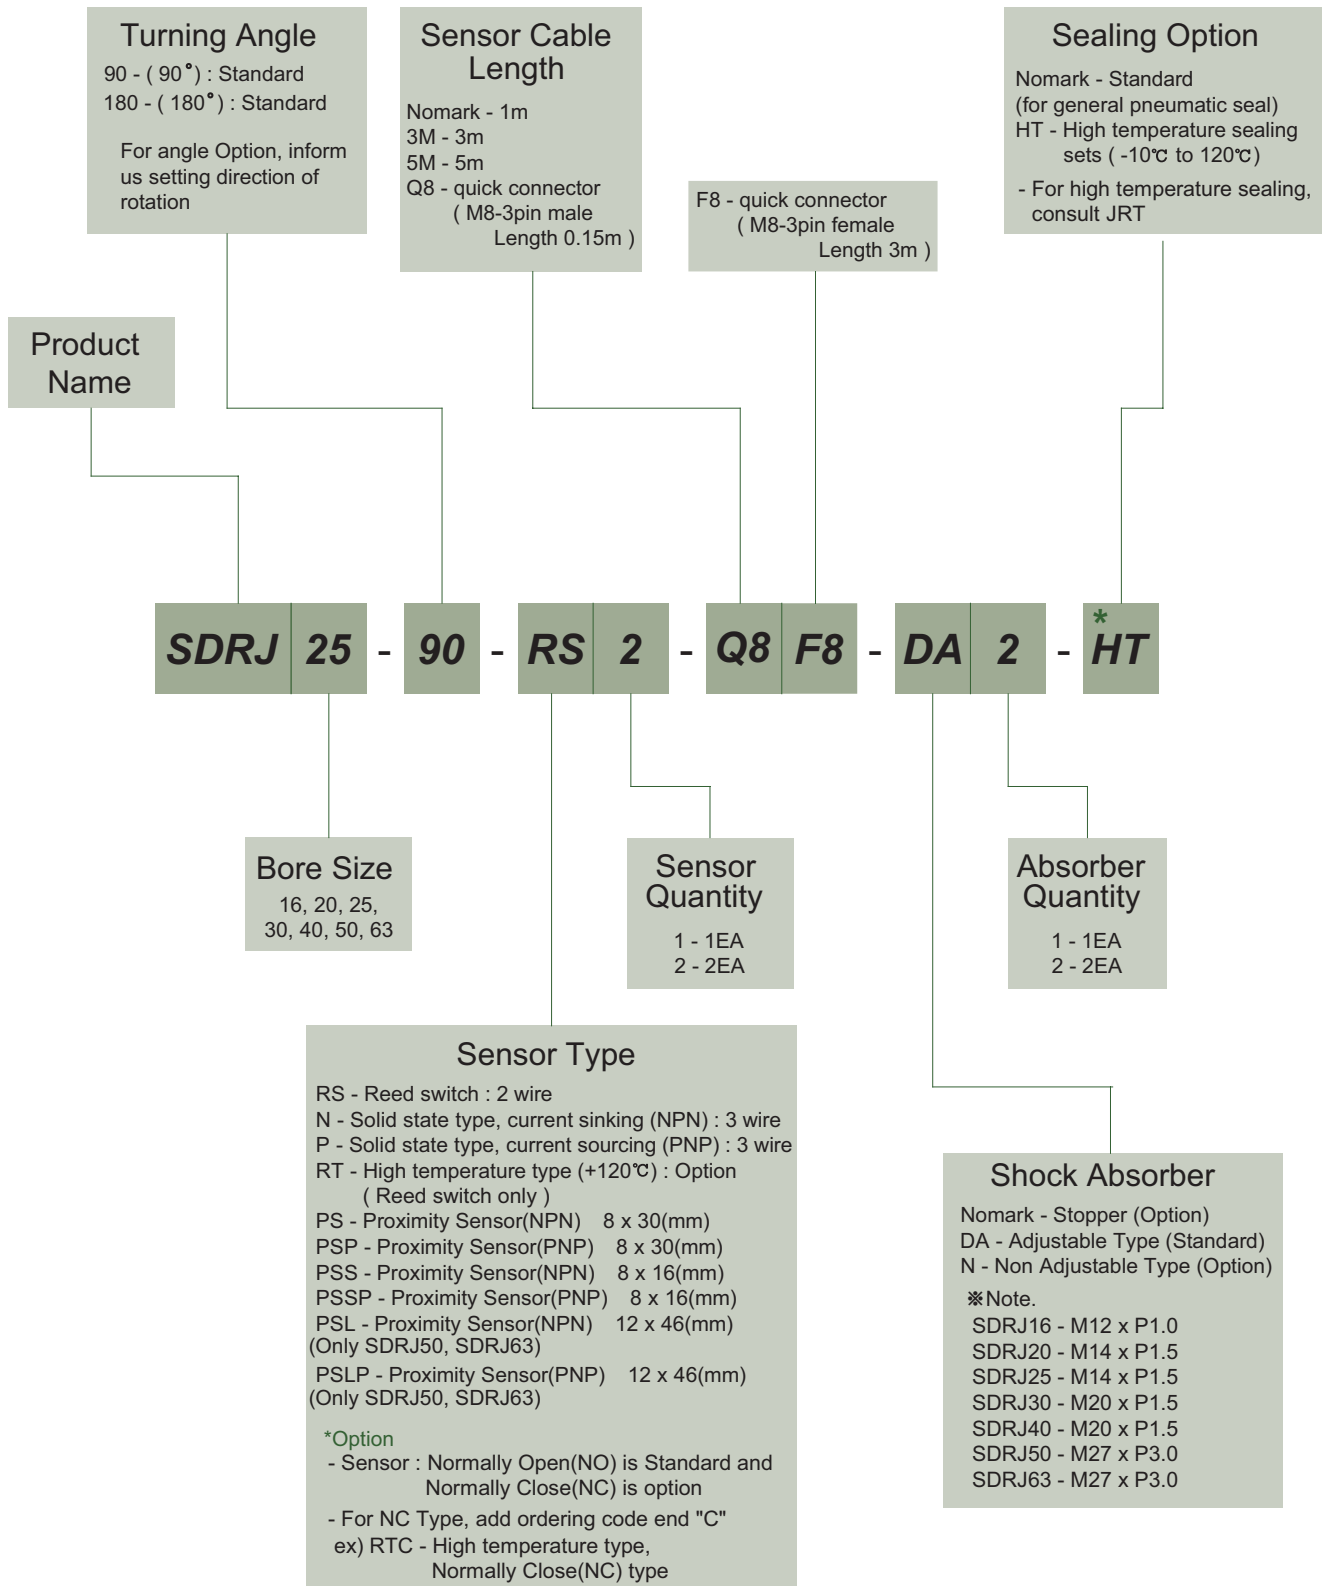 Turning Angle
90 - ( 90°) : Standard
180 - ( 180°) : Standard
For angle Option, inform
us setting direction of
rotation
Sensor Cable
Length
Nomark - 1m
3M - 3m
5M - 5m
Q8 - quick connector
( M8-3pin male
Length 0.15m )
F8 - quick connector
( M8-3pin female
Length 3m )
Sealing Option
Nomark - Standard
(for general pneumatic seal)
HT - High temperature sealing
sets ( -10℃ to 120℃)
- For high temperature sealing,
consult JRT
Product
Name
SDRJ 25 - 90 - RS 2 - Q8 F8 - DA 2 - *HT
Bore Size
16, 20, 25,
30, 40, 50, 63
Sensor
Quantity
1 - 1EA
2 - 2EA
Absorber
Quantity
1 - 1EA
2 - 2EA
Sensor Type
RS - Reed switch : 2 wire
N - Solid state type, current sinking (NPN) : 3 wire
P - Solid state type, current sourcing (PNP) : 3 wire
RT - High temperature type (+120℃) : Option
( Reed switch only )
PS - Proximity Sensor(NPN) 8 x 30(mm)
PSP - Proximity Sensor(PNP) 8 x 30(mm)
PSS - Proximity Sensor(NPN) 8 x 16(mm)
PSSP - Proximity Sensor(PNP) 8 x 16(mm)
PSL - Proximity Sensor(NPN) 12 x 46(mm)
(Only SDRJ50, SDRJ63)
PSLP - Proximity Sensor(PNP) 12 x 46(mm)
(Only SDRJ50, SDRJ63)
*Option
- Sensor : Normally Open(NO) is Standard and
Normally Close(NC) is option
- For NC Type, add ordering code end "C"
ex) RTC - High temperature type,
Normally Close(NC) type
Shock Absorber
Nomark - Stopper (Option)
DA - Adjustable Type (Standard)
N - Non Adjustable Type (Option)
※Note.
SDRJ16 - M12 x P1.0
SDRJ20 - M14 x P1.5
SDRJ25 - M14 x P1.5
SDRJ30 - M20 x P1.5
SDRJ40 - M20 x P1.5
SDRJ50 - M27 x P3.0
SDRJ63 - M27 x P3.0